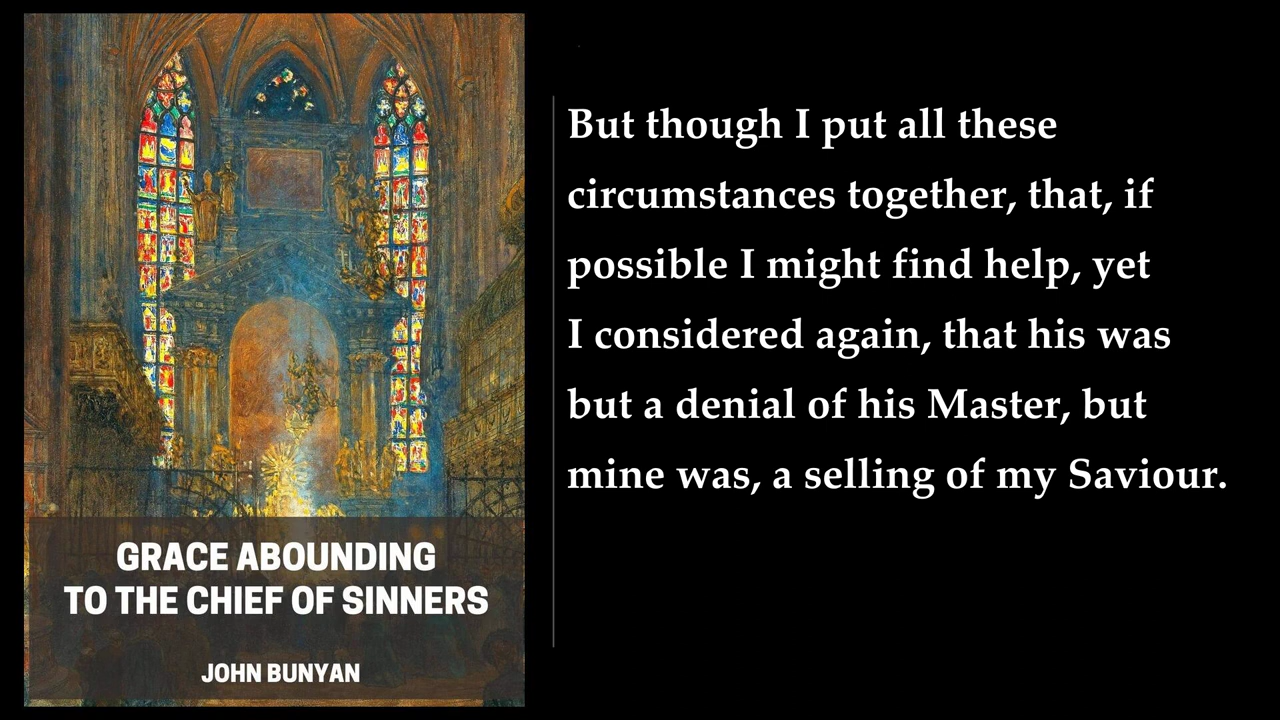 But though I put all these
circumstances together, that, if
possible I might find help, yet
I considered again, that his was
but a denial of his Master, but
mine was, a selling of my Saviour.
GRACE ABOUNDING
TO THE CHIEF OF SINNERS
JOHN BUNYAN